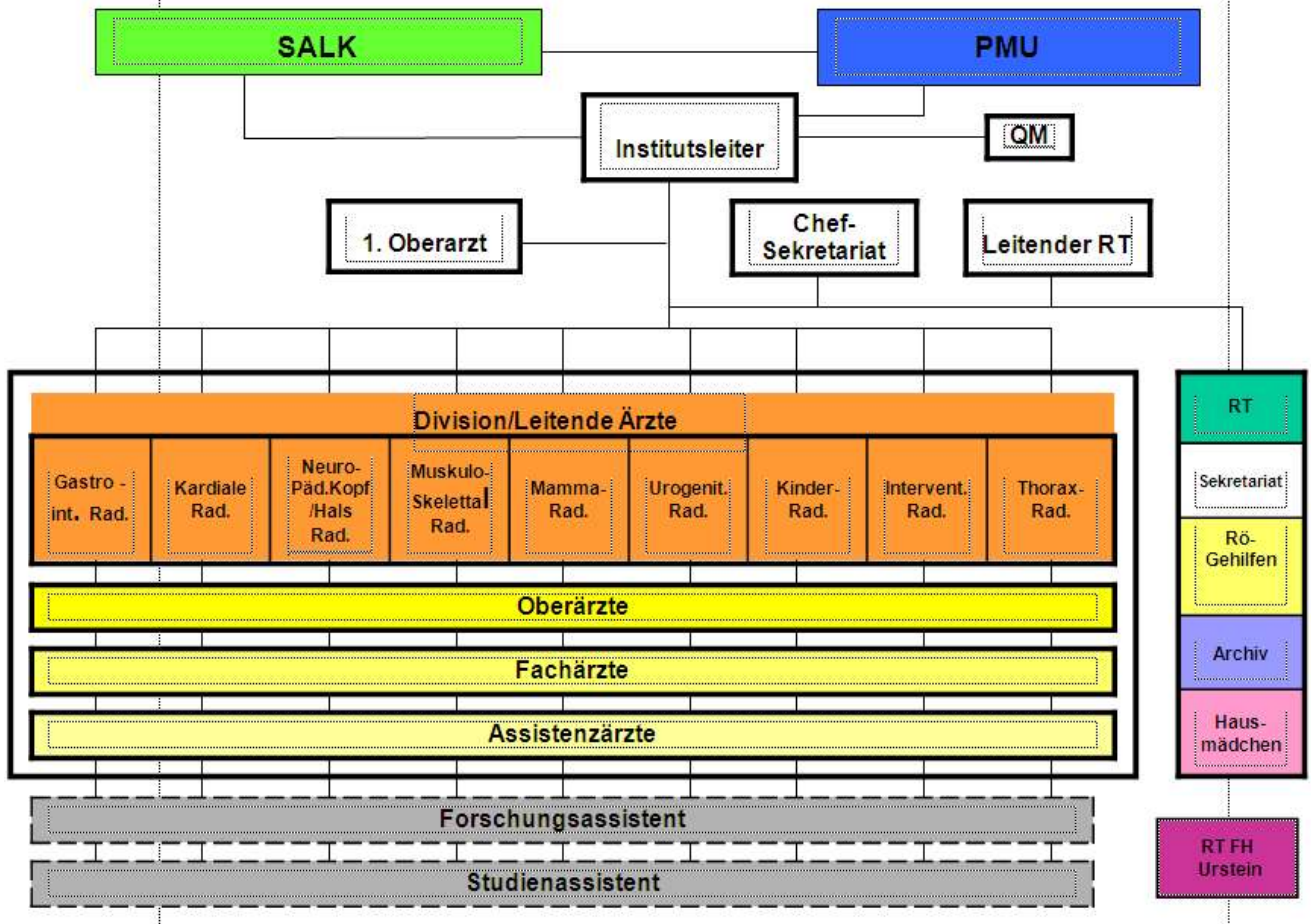 SALK
PMU
Institutsleiter
QM
1. Oberarzt
Chef-
Sekretariat
Leitender RT
Division/Leitende Ärzte
Gastro -
int. Rad.
Kardiale
Rad.
Neuro-
Päd.Kopf
/Hals
Rad.
Muskulo-
Skelettal
Rad.
Mamma-
Rad.
Urogenit.
Rad.
Kinder-
Rad.
Intervent.
Rad.
Thorax-
Rad.
Oberärzte
Fachärzte
Assistenzärzte
Forschungsassistent
Studienassistent
RT
Sekretariat
Rö-
Gehilfen
Archiv
Haus-
mädchen
RT FH
Urstein